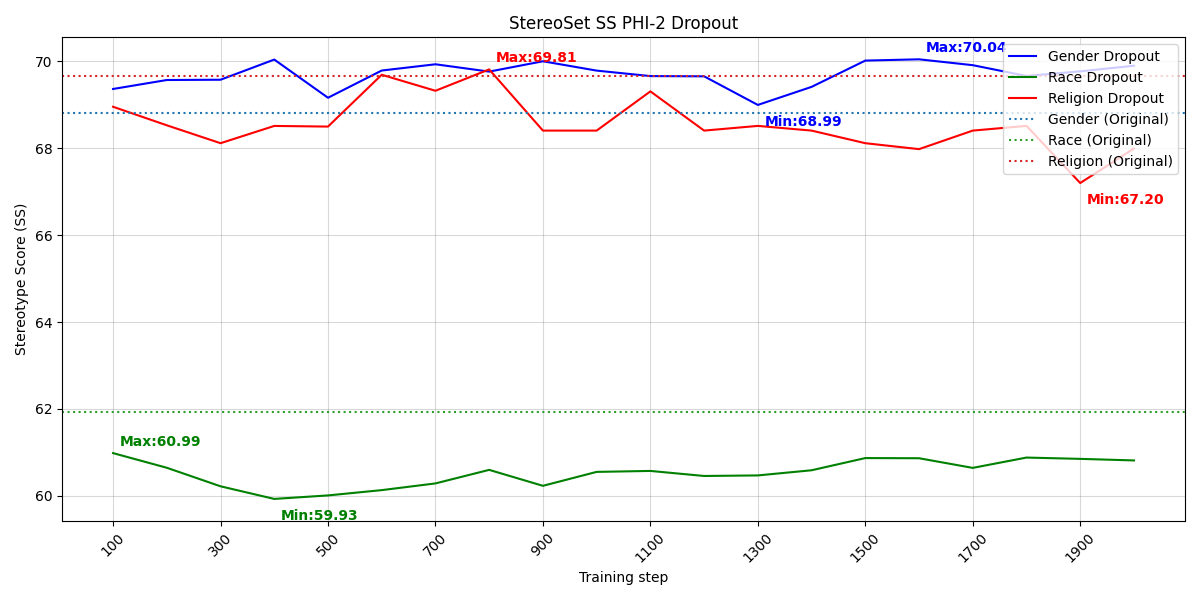 StereoSet SS PHI-2 Dropout
Max:70.04
Max:69.81
Min:68.99
Min:67.20
Max:60.99
Min:59.93
Gender Dropout
Race Dropout
Religion Dropout
Gender (Original)
Race (Original)
Religion (Original)
Stereotype Score (SS)
70
68
66
64
62
60
100
300
500
700
900
1100
1300
1500
1700
1900
Training step